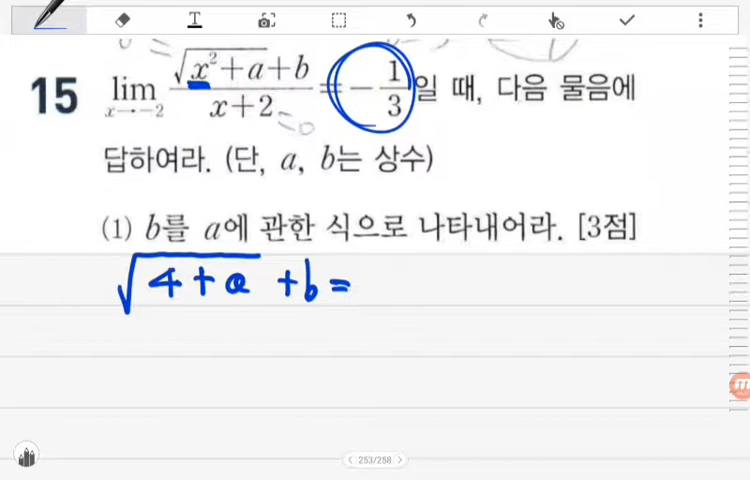 15 lim x→-2 (√(x²+a)+b)/(x+2) = -1/3 일 때, 다음 물음에
=0
답하여라. (단, a, b는 상수)
(1) b를 a에 관한 식으로 나타내어라. [3점]
√(4+a) +b=
253/258